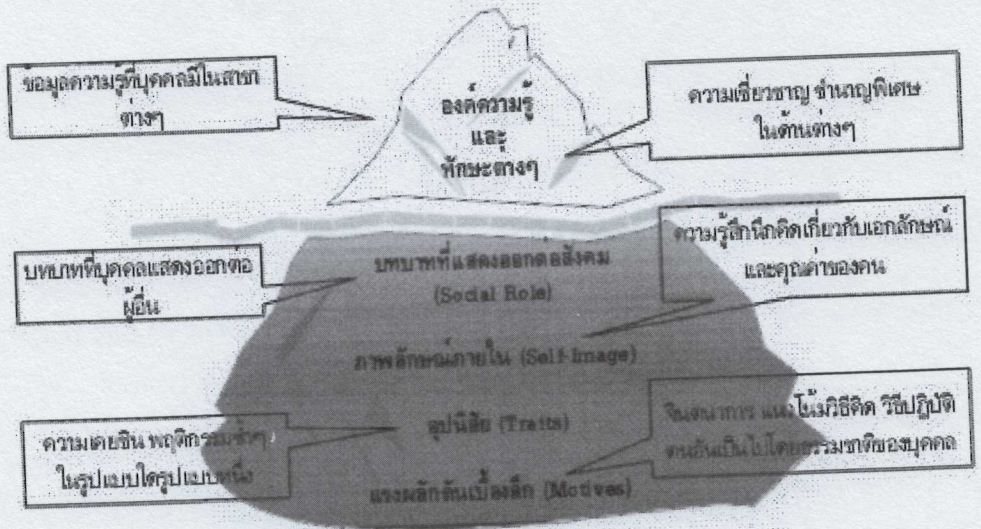 ข้อมูลความรู้ที่บุคคลมีในสาขา
ต่างๆ
องค์ความรู้
และ
ทักษะต่างๆ
ความเชี่ยวชาญ ชำนาญพิเศษ
ในด้านต่างๆ
บทบาทที่บุคคลแสดงออกต่อ
ผู้อื่น
บทบาทที่แสดงออกต่อสังคม
(Social Role)
ความรู้สึกนึกคิดเกี่ยวกับเอกลักษณ์
และคุณค่าของคน
ภาพลักษณ์ภายใน (Self-Image)
ความเคยชิน พฤติกรรมซ้ำๆ
ในรูปแบบใดรูปแบบหนึ่ง
อุปนิสัย (Traits)
จินตนาการ แนวโน้มวิธีคิด วิธีปฏิบัติ
ตนอันเป็นไปโดยธรรมชาติของบุคคล
แรงผลักดันเบื้องลึก (Motives)